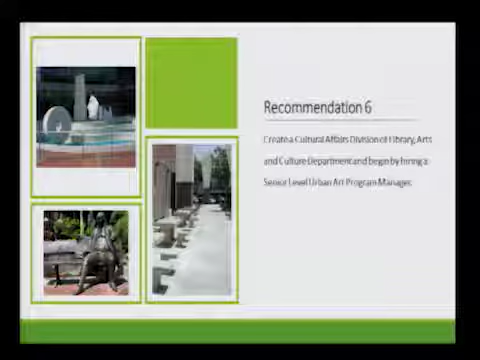 Recommendation 6
Create a Cultural Affairs Division of Library, Arts
and Culture Department and begin by hiring a
Senior Level Urban Art Program Manager.